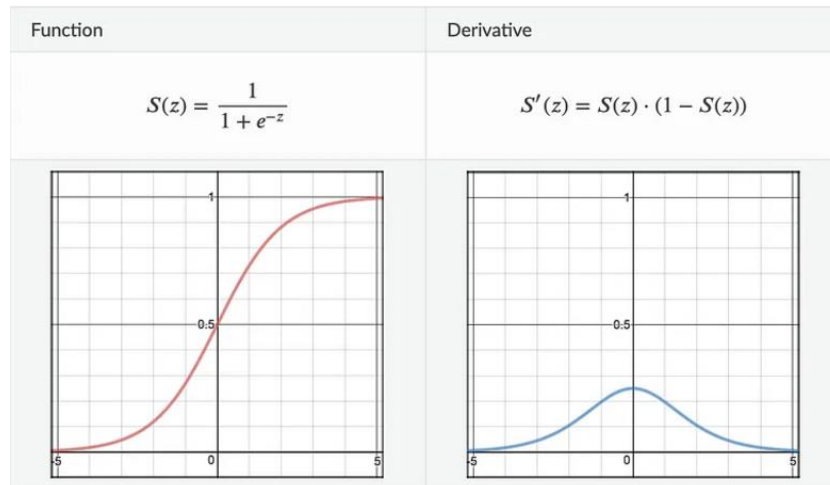 Function
Derivative
S(z) = 1 / (1 + e^{-z})
S'(z) = S(z) · (1 − S(z))
1
0.5
-5
0
5
1
0.5
-5
0
5